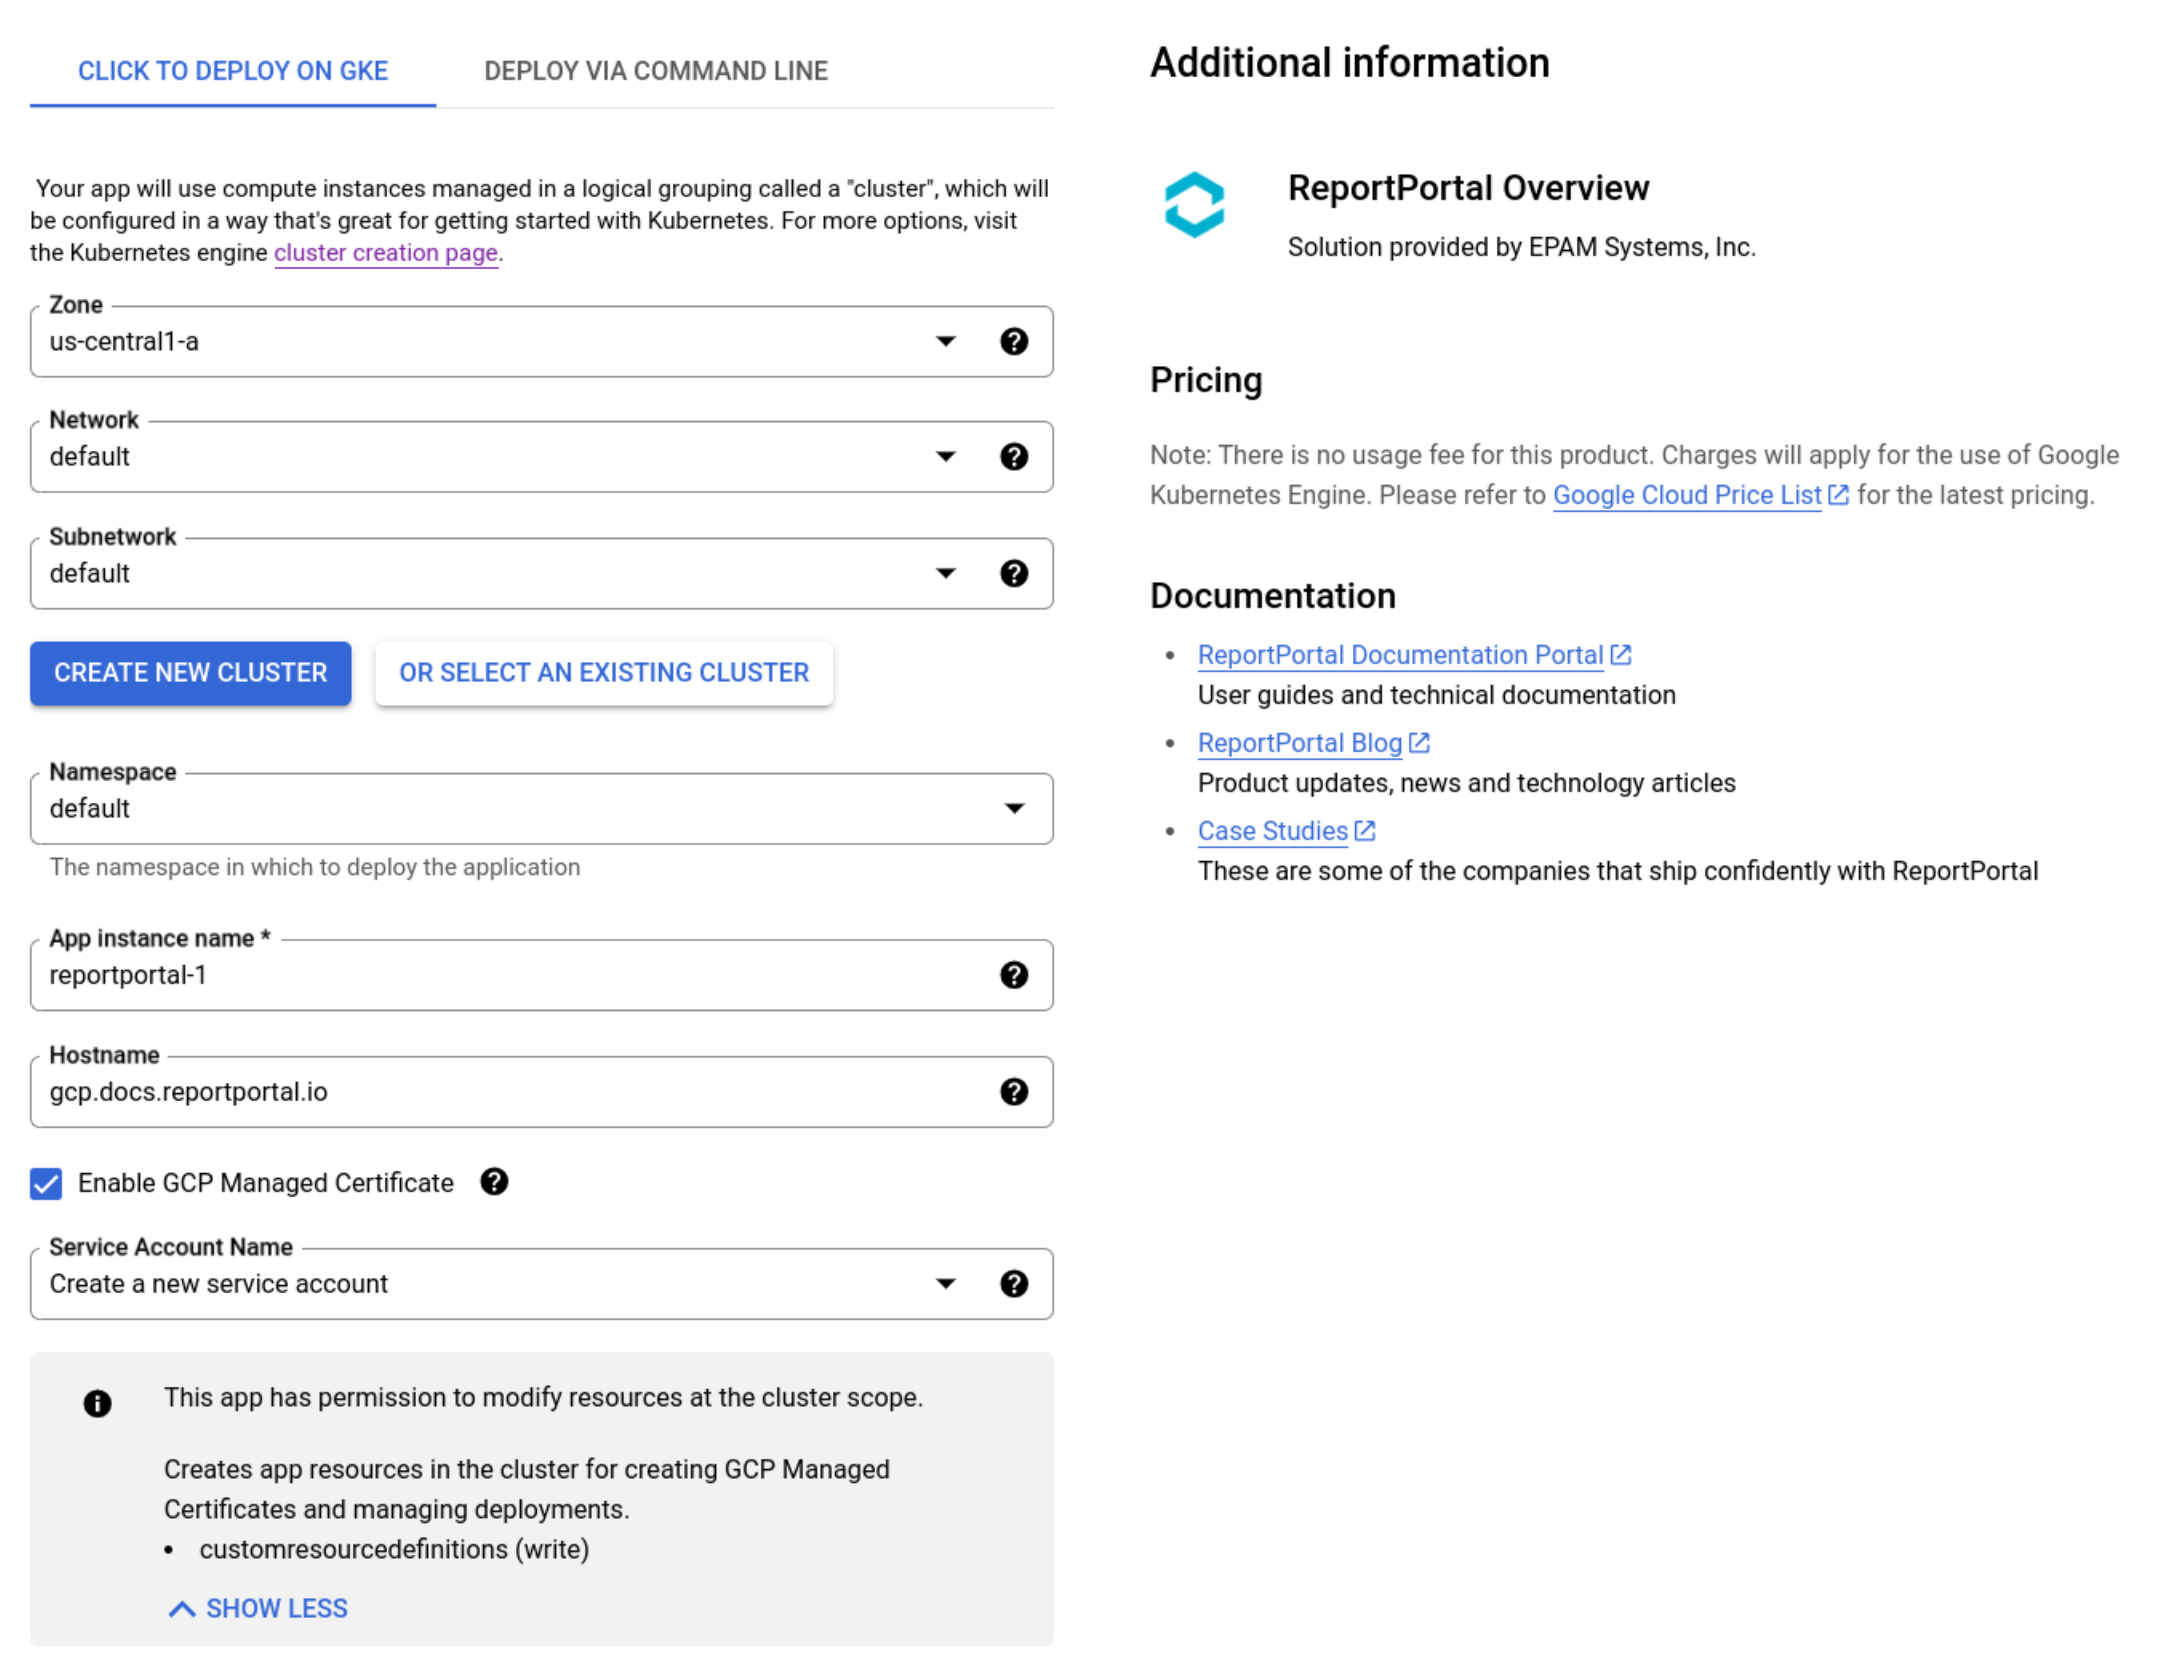 CLICK TO DEPLOY ON GKE
DEPLOY VIA COMMAND LINE
Your app will use compute instances managed in a logical grouping called a "cluster", which will
be configured in a way that's great for getting started with Kubernetes. For more options, visit
the Kubernetes engine cluster creation page.
Zone
us-central1-a
Network
default
Subnetwork
default
CREATE NEW CLUSTER
OR SELECT AN EXISTING CLUSTER
Namespace
default
The namespace in which to deploy the application
App instance name *
reportportal-1
Hostname
gcp.docs.reportportal.io
Enable GCP Managed Certificate
Service Account Name
Create a new service account
This app has permission to modify resources at the cluster scope.
Creates app resources in the cluster for creating GCP Managed
Certificates and managing deployments.
• customresourcedefinitions (write)
SHOW LESS
Additional information
ReportPortal Overview
Solution provided by EPAM Systems, Inc.
Pricing
Note: There is no usage fee for this product. Charges will apply for the use of Google
Kubernetes Engine. Please refer to Google Cloud Price List for the latest pricing.
Documentation
• ReportPortal Documentation Portal
User guides and technical documentation
• ReportPortal Blog
Product updates, news and technology articles
• Case Studies
These are some of the companies that ship confidently with ReportPortal